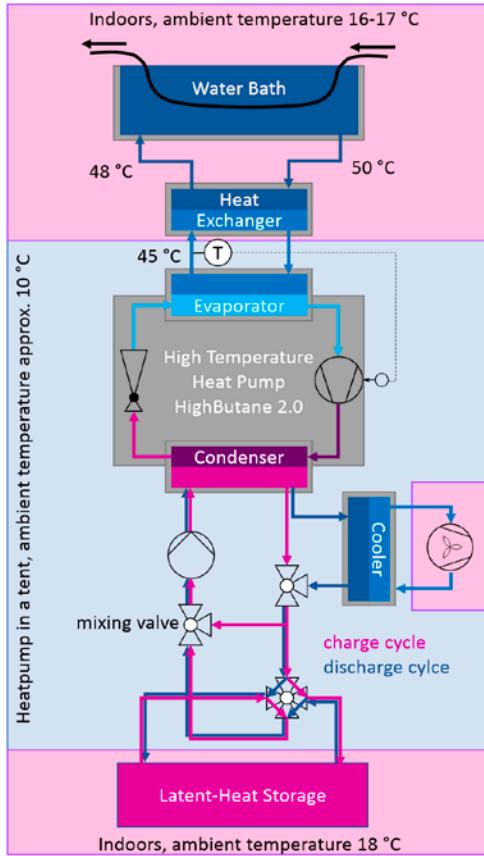 Indoors, ambient temperature 16-17 °C
Water Bath
48 °C
50 °C
Heat
Exchanger
45 °C
T
Evaporator
High Temperature
Heat Pump
HighButane 2.0
Condenser
Cooler
mixing valve
charge cycle
discharge cylce
Heatpump in a tent, ambient temperature approx. 10 °C
Latent-Heat Storage
Indoors, ambient temperature 18 °C